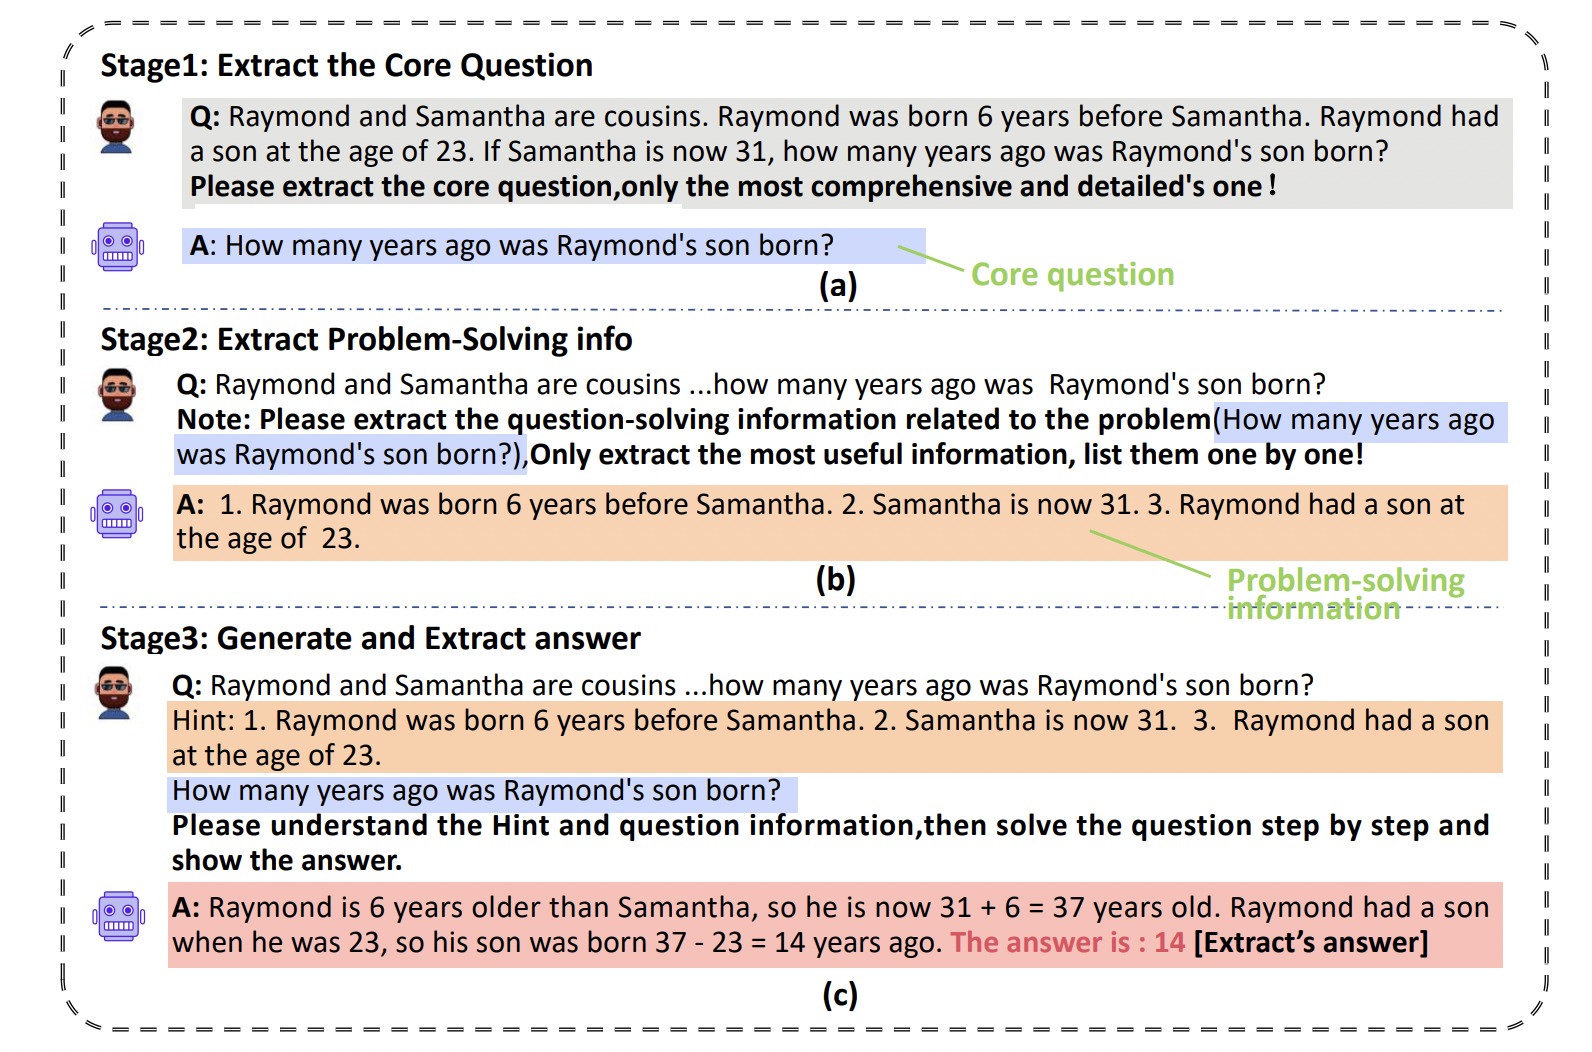 Stage1: Extract the Core Question
Q: Raymond and Samantha are cousins. Raymond was born 6 years before Samantha. Raymond had
a son at the age of 23. If Samantha is now 31, how many years ago was Raymond's son born?
Please extract the core question,only the most comprehensive and detailed's one!
A: How many years ago was Raymond's son born?
Core question
(a)
Stage2: Extract Problem-Solving info
Q: Raymond and Samantha are cousins ...how many years ago was Raymond's son born?
Note: Please extract the question-solving information related to the problem(How many years ago
was Raymond's son born?),Only extract the most useful information, list them one by one!
A: 1. Raymond was born 6 years before Samantha. 2. Samantha is now 31. 3. Raymond had a son at
the age of 23.
(b)
Problem-solving
information
Stage3: Generate and Extract answer
Q: Raymond and Samantha are cousins ...how many years ago was Raymond's son born?
Hint: 1. Raymond was born 6 years before Samantha. 2. Samantha is now 31. 3. Raymond had a son
at the age of 23.
How many years ago was Raymond's son born?
Please understand the Hint and question information,then solve the question step by step and
show the answer.
A: Raymond is 6 years older than Samantha, so he is now 31 + 6 = 37 years old. Raymond had a son
when he was 23, so his son was born 37 - 23 = 14 years ago. The answer is : 14 [Extract’s answer]
(c)